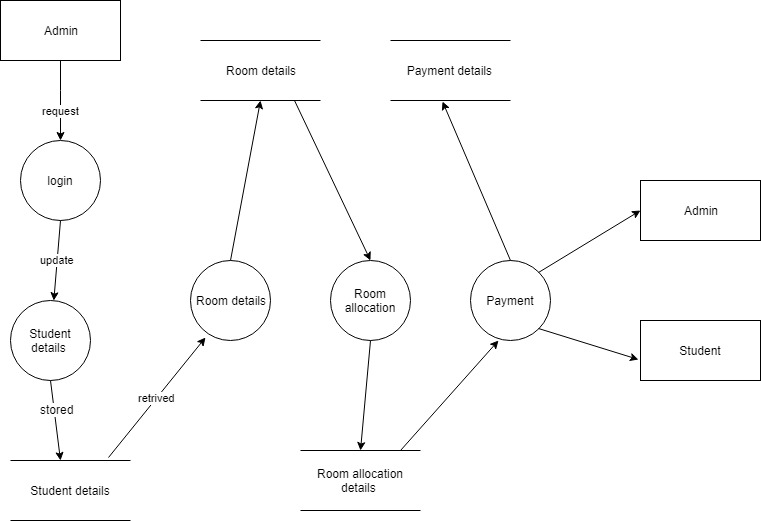 Admin
request
login
update
Student
details
stored
Student details
retrived
Room details
Room details
Room
allocation
Room allocation
details
Payment details
Payment
Admin
Student